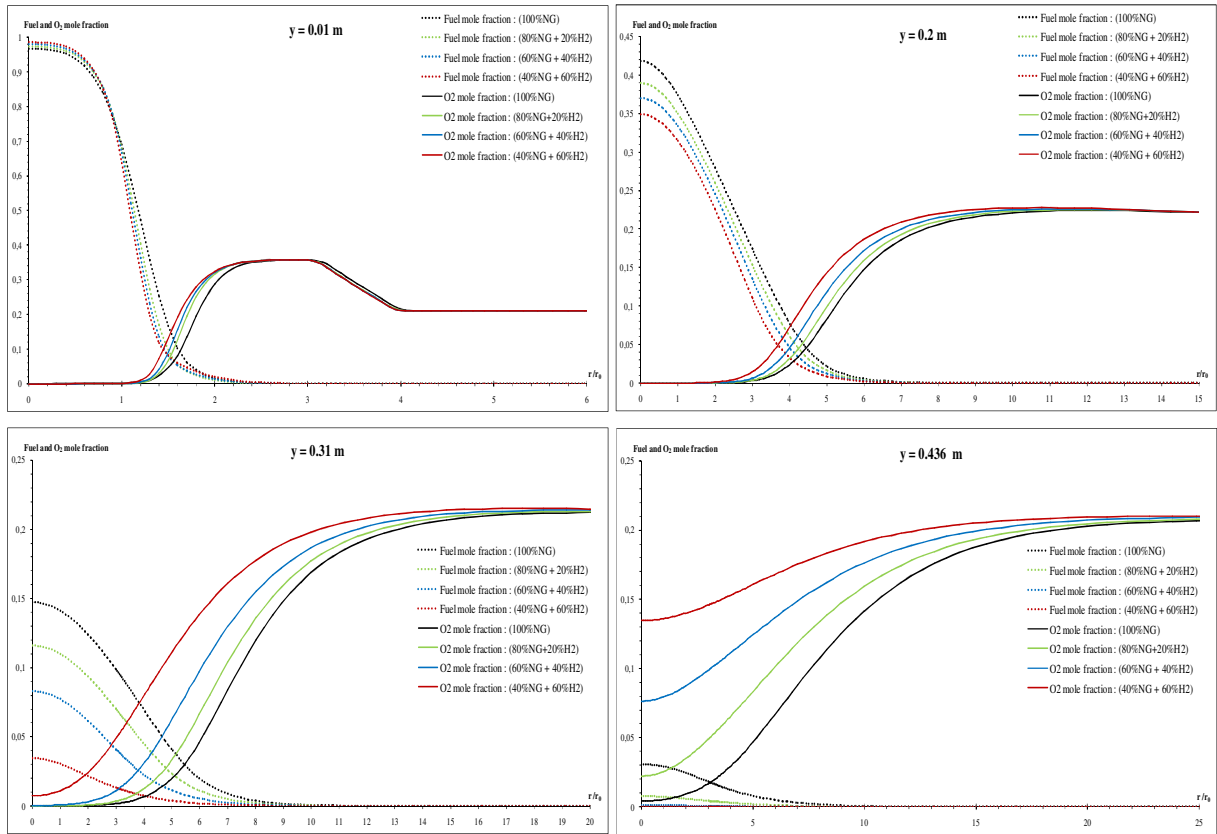 Fuel and O₂ mole fraction
y = 0.01 m
1
0,9
0,8
0,7
0,6
0,5
0,4
0,3
0,2
0,1
0
0 1 2 3 4 5 6
r/r₀
Fuel mole fraction : (100%NG)
Fuel mole fraction : (80%NG + 20%H2)
Fuel mole fraction : (60%NG + 40%H2)
Fuel mole fraction : (40%NG + 60%H2)
O2 mole fraction : (100%NG)
O2 mole fraction : (80%NG+20%H2)
O2 mole fraction : (60%NG + 40%H2)
O2 mole fraction : (40%NG + 60%H2)
Fuel and O₂ mole fraction
y = 0.2 m
0,45
0,4
0,35
0,3
0,25
0,2
0,15
0,1
0,05
0
0 1 2 3 4 5 6 7 8 9 10 11 12 13 14 15
r/r₀
Fuel mole fraction : (100%NG)
Fuel mole fraction : (80%NG + 20%H2)
Fuel mole fraction : (60%NG + 40%H2)
Fuel mole fraction : (40%NG + 60%H2)
O2 mole fraction : (100%NG)
O2 mole fraction : (80%NG+20%H2)
O2 mole fraction : (60%NG + 40%H2)
O2 mole fraction : (40%NG + 60%H2)
Fuel and O₂ mole fraction
y = 0.31 m
0,25
0,2
0,15
0,1
0,05
0
0 1 2 3 4 5 6 7 8 9 10 11 12 13 14 15 16 17 18 19 20
r/r₀
Fuel mole fraction : (100%NG)
Fuel mole fraction : (80%NG + 20%H2)
Fuel mole fraction : (60%NG + 40%H2)
Fuel mole fraction : (40%NG + 60%H2)
O2 mole fraction : (100%NG)
O2 mole fraction : (80%NG+20%H2)
O2 mole fraction : (60%NG + 40%H2)
O2 mole fraction : (40%NG + 60%H2)
Fuel and O₂ mole fraction
y = 0.436 m
0,25
0,2
0,15
0,1
0,05
0
0 5 10 15 20 25
r/r₀
Fuel mole fraction : (100%NG)
Fuel mole fraction : (80%NG + 20%H2)
Fuel mole fraction : (60%NG + 40%H2)
Fuel mole fraction : (40%NG + 60%H2)
O2 mole fraction : (100%NG)
O2 mole fraction : (80%NG+20%H2)
O2 mole fraction : (60%NG + 40%H2)
O2 mole fraction : (40%NG + 60%H2)